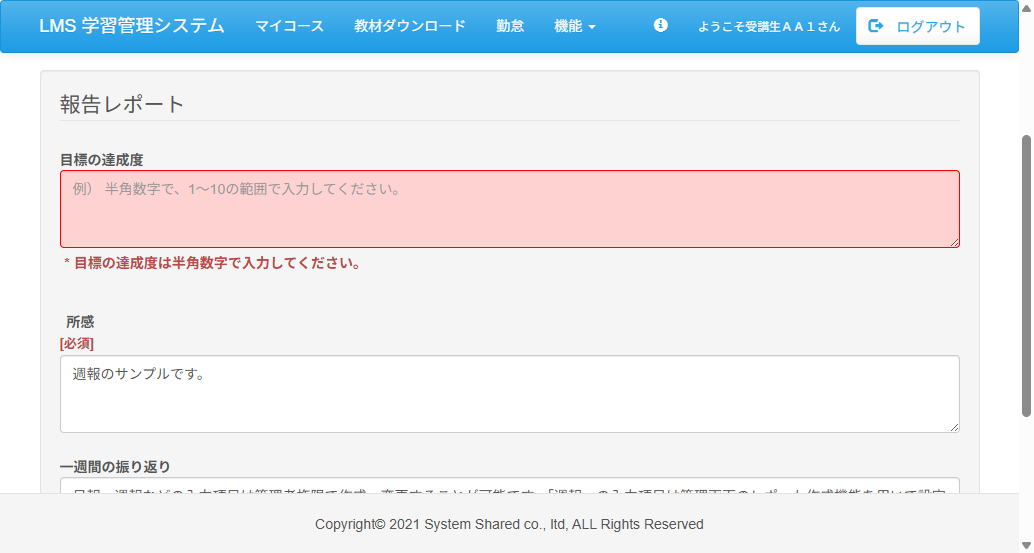 LMS 学習管理システム マイコース 教材ダウンロード 勤怠 機能 ようこそ受講生ＡＡ１さん ログアウト
報告レポート
目標の達成度
例） 半角数字で、1～10の範囲で入力してください。
* 目標の達成度は半角数字で入力してください。
所感
[必須]
週報のサンプルです。
一週間の振り返り
Copyright© 2021 System Shared co., ltd, ALL Rights Reserved